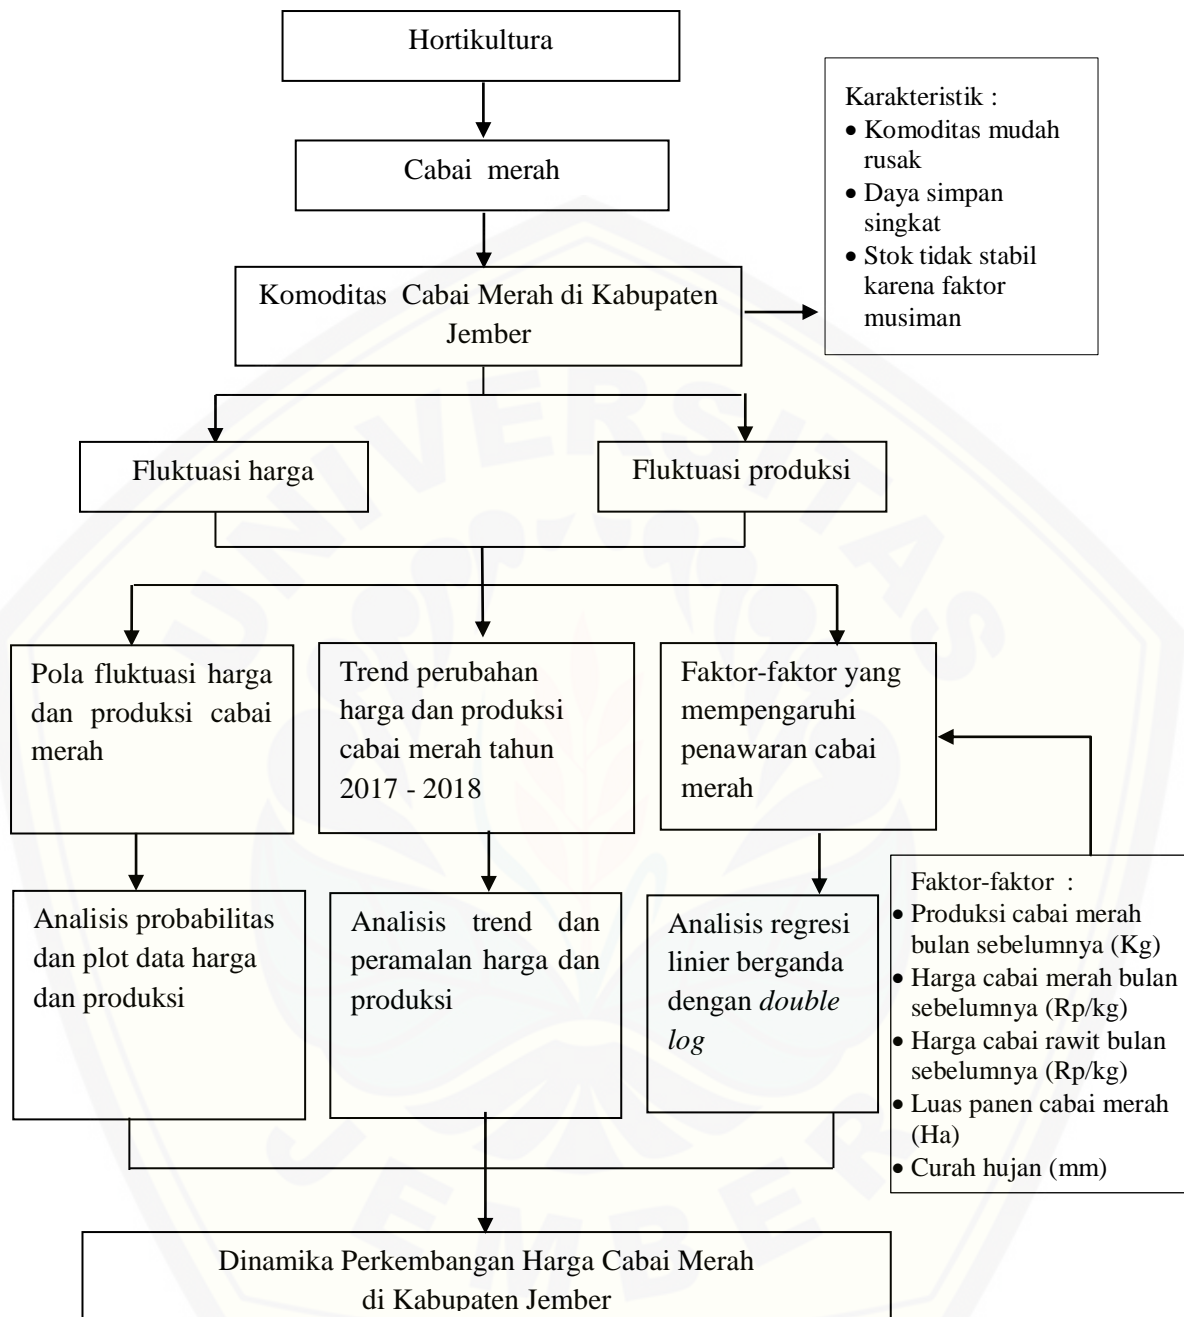 Hortikultura
Cabai merah
Karakteristik :
• Komoditas mudah
rusak
• Daya simpan
singkat
• Stok tidak stabil
karena faktor
musiman
Komoditas Cabai Merah di Kabupaten
Jember
Fluktuasi harga
Fluktuasi produksi
Pola fluktuasi harga
dan produksi cabai
merah
Trend perubahan
harga dan produksi
cabai merah tahun
2017 - 2018
Faktor-faktor yang
mempengaruhi
penawaran cabai
merah
Analisis probabilitas
dan plot data harga
dan produksi
Analisis trend dan
peramalan harga dan
produksi
Analisis regresi
linier berganda
dengan double
log
Faktor-faktor :
• Produksi cabai merah
bulan sebelumnya (Kg)
• Harga cabai merah bulan
sebelumnya (Rp/kg)
• Harga cabai rawit bulan
sebelumnya (Rp/kg)
• Luas panen cabai merah
(Ha)
• Curah hujan (mm)
Dinamika Perkembangan Harga Cabai Merah
di Kabupaten Jember
UNIVERSITAS
JEMBER